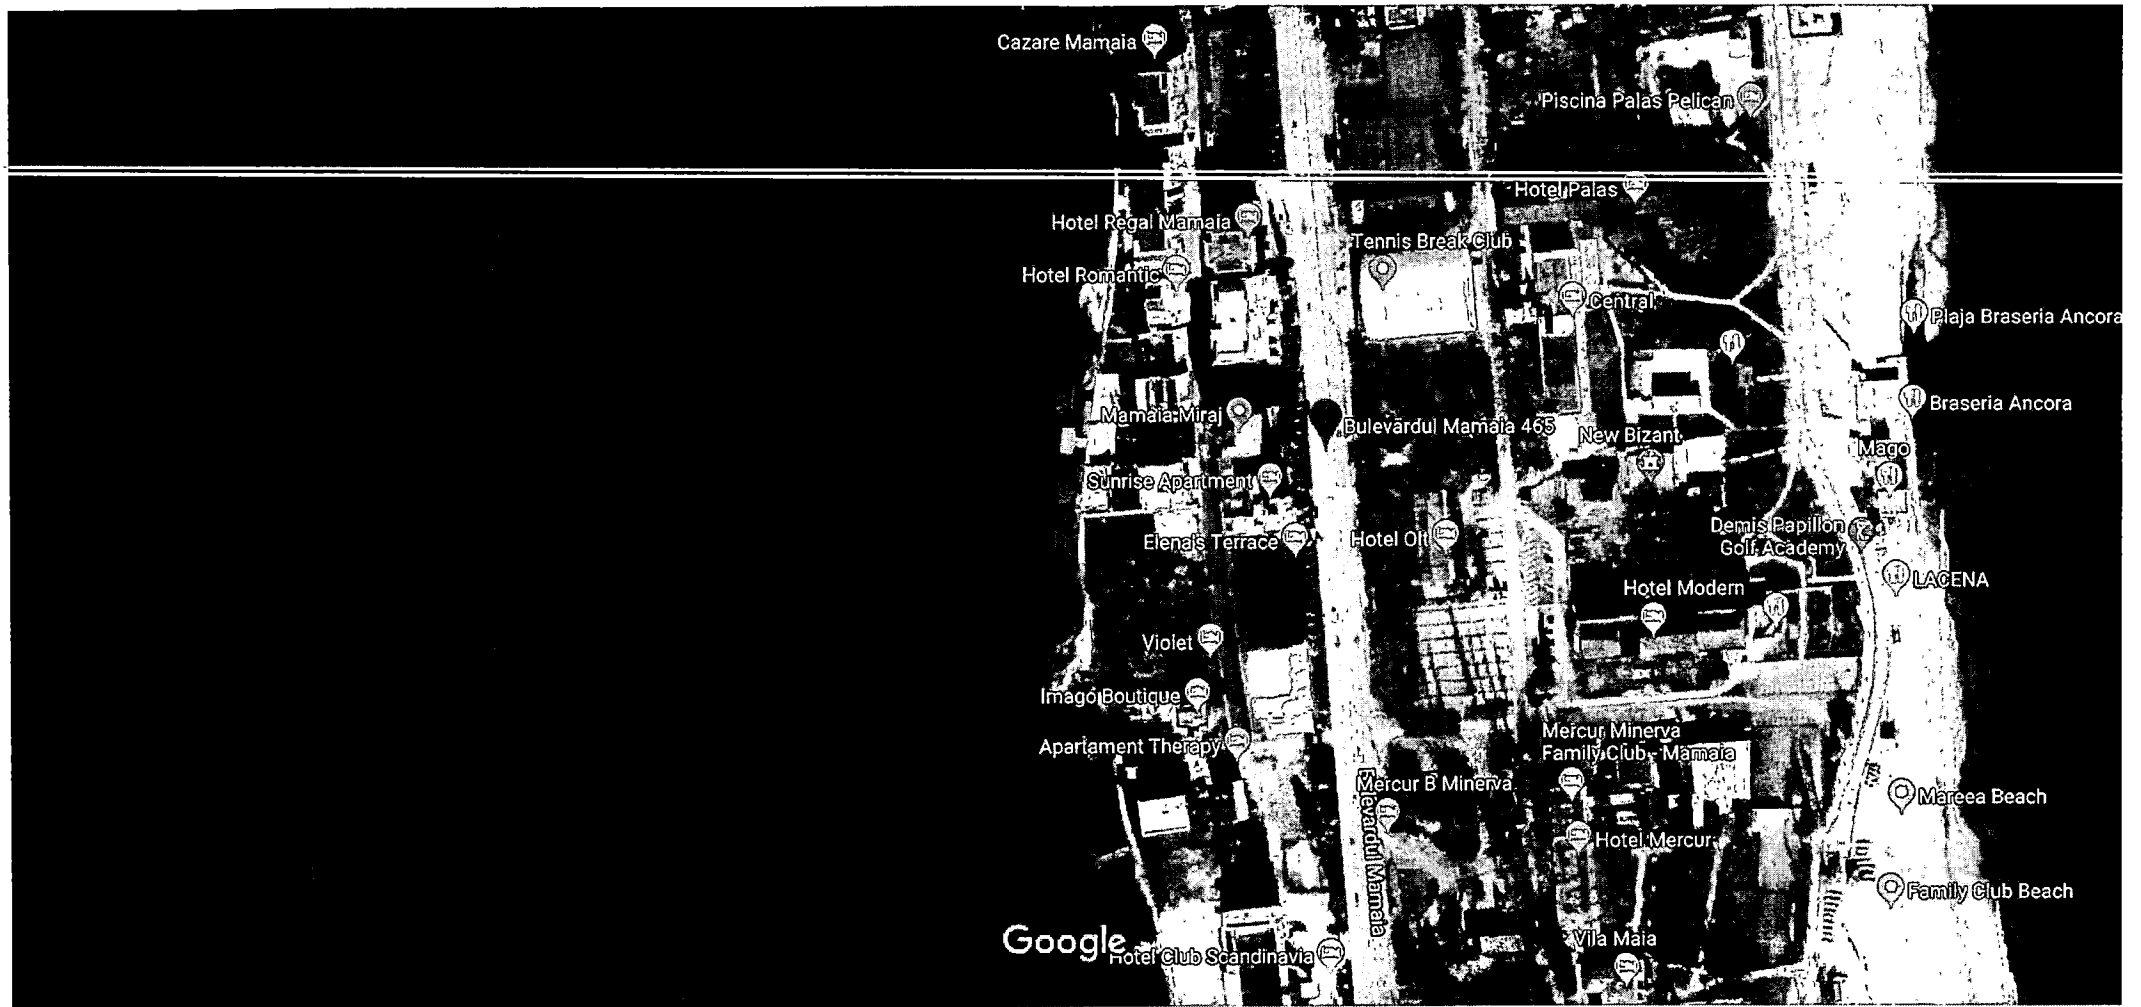 Cazare Mamaia
Piscina Palas Pelican
Hotel Palas
Hotel Regal Mamaia
Tennis Break Club
Hotel Romantic
Central
Plaja Braseria Ancora
Braseria Ancora
Mamaia Miraj
Bulevardul Mamaia 465
New Bizant
Mago
Sunrise Apartment
Elena's Terrace
Hotel Olt
Demis Papillon
Golf Academy
LACENA
Hotel Modern
Violet
Imago Boutique
Apartament Therapy
Mercur Minerva
Family Club - Mamaia
Mercur B Minerva
Mareea Beach
Bulevardul Mamaia
Hotel Mercur
Family Club Beach
Google
Hotel Club Scandinavia
Vila Maia